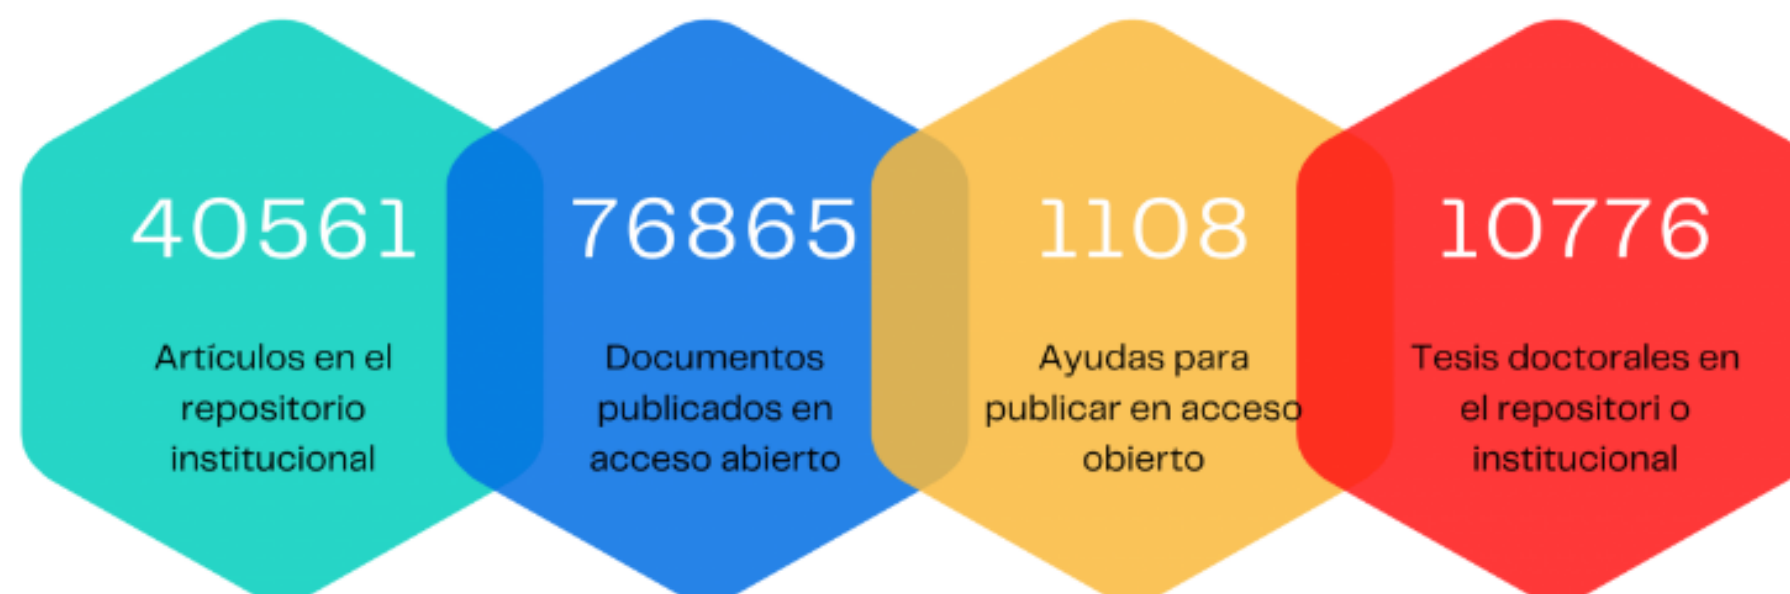 40561
Artículos en el
repositorio
institucional
76865
Documentos
publicados en
acceso abierto
1108
Ayudas para
publicar en acceso
obierto
10776
Tesis doctorales en
el repositori o
institucional